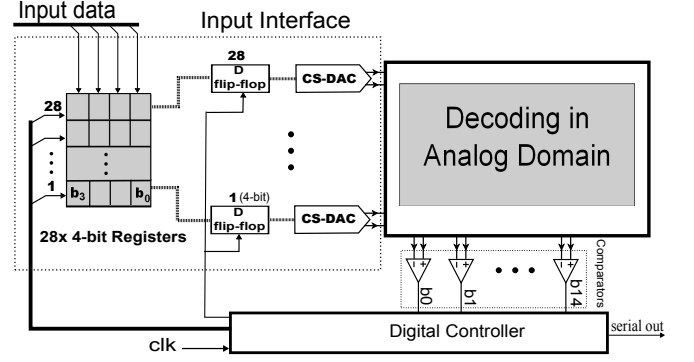 Input data
Input Interface
28
D
flip-flop
CS-DAC
28
1
b3
b0
Decoding in
Analog Domain
1 (4-bit)
D
flip-flop
CS-DAC
28x 4-bit Registers
Comparators
- +
- +
- +
b0
b1
b14
Digital Controller
clk
serial out